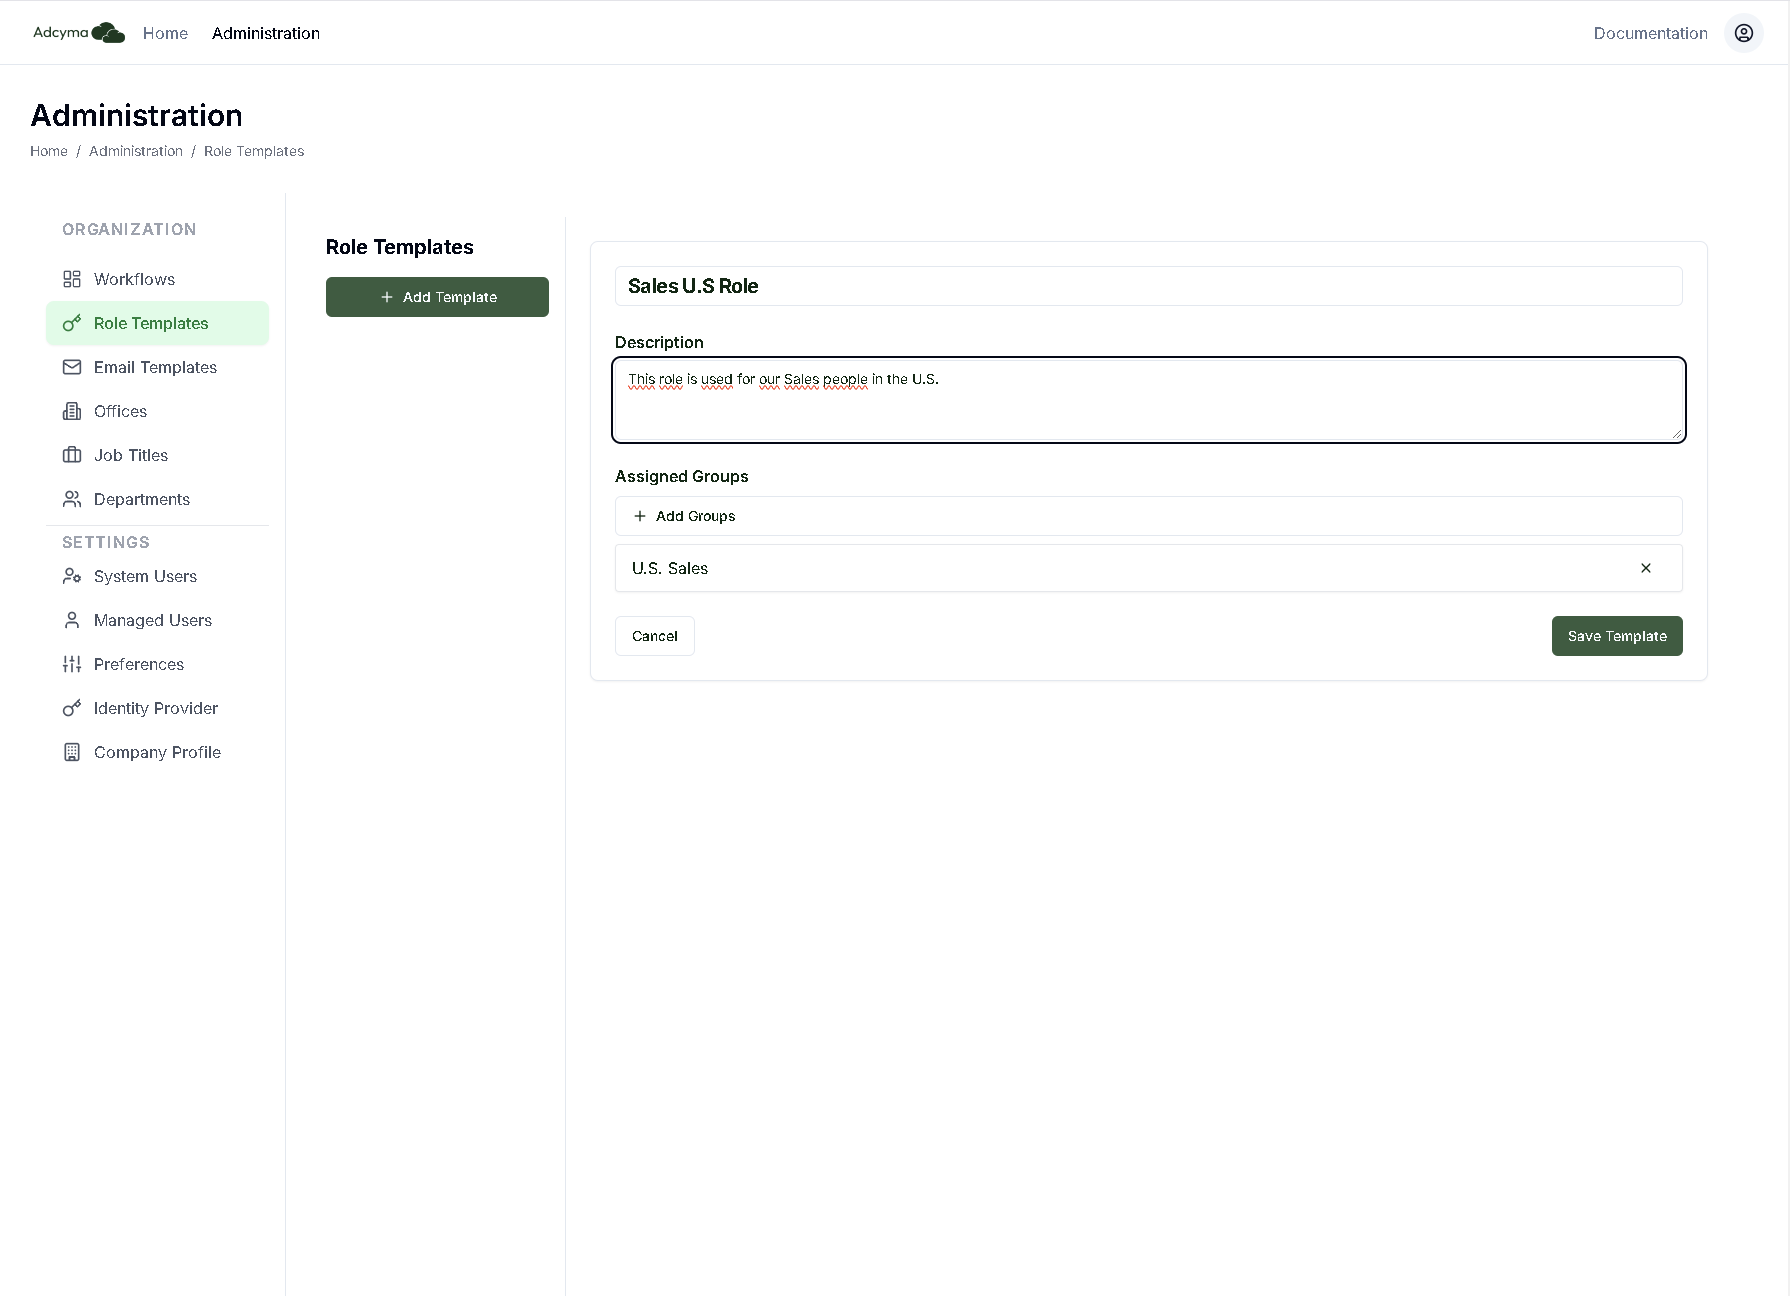 Adcyma Home Administration Documentation
Administration
Home / Administration / Role Templates
ORGANIZATION
Workflows
Role Templates
Email Templates
Offices
Job Titles
Departments
SETTINGS
System Users
Managed Users
Preferences
Identity Provider
Company Profile
Role Templates
+ Add Template
Sales U.S Role
Description
This role is used for our Sales people in the U.S.
Assigned Groups
+ Add Groups
U.S. Sales
Cancel
Save Template